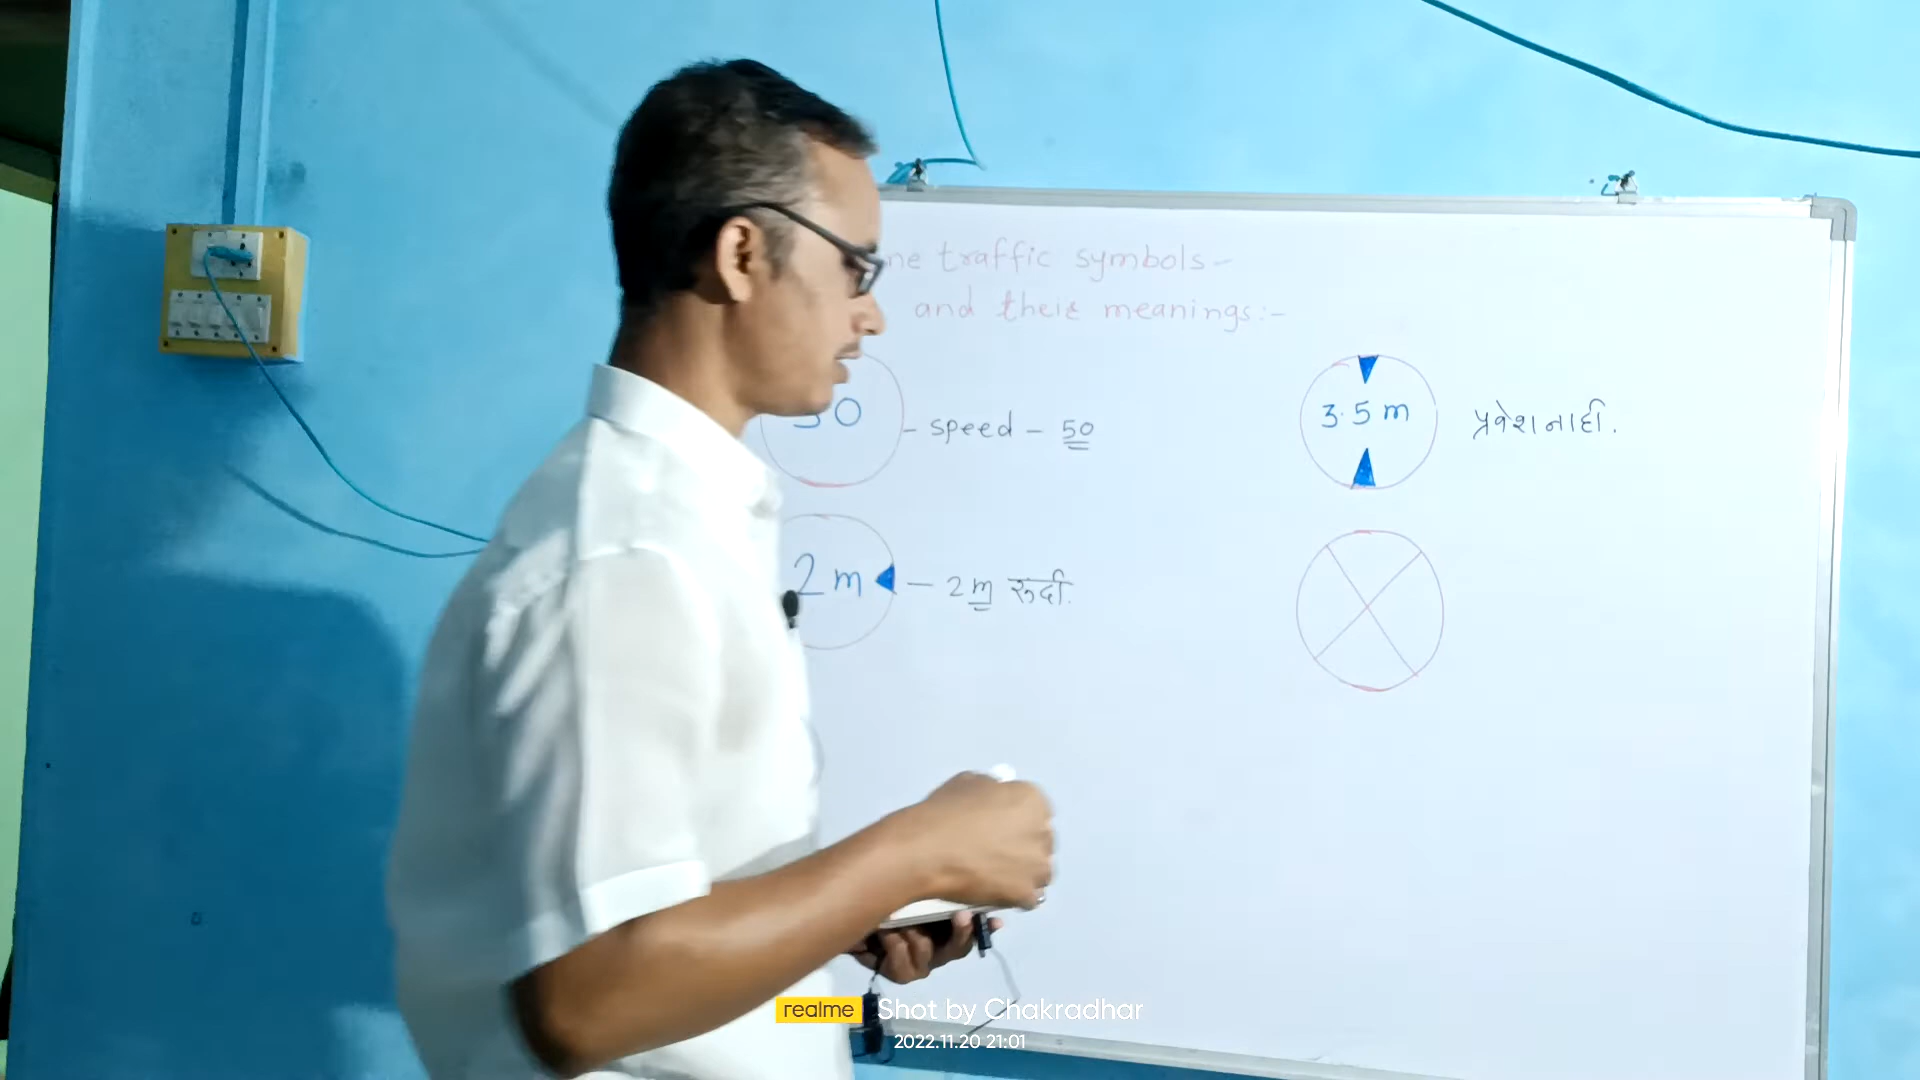 traffic symbols-
and their meanings:-
50 - speed - 50
3.5 m प्रवेश नाही.
2 m - 2 m रूंदी.
realme Shot by Chakradhar
2022.11.20 21:01